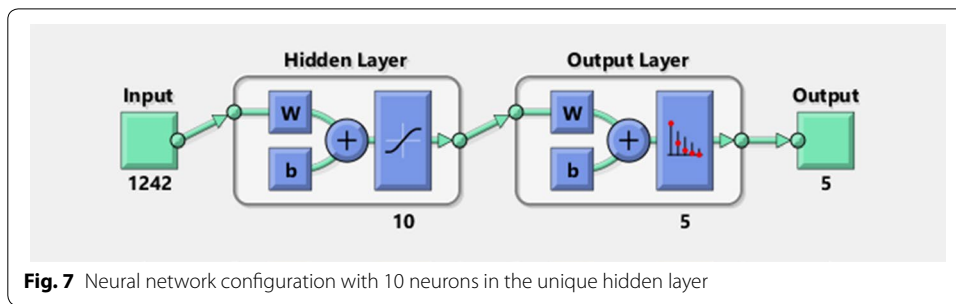 Hidden Layer
Output Layer
Input
Output
W
W
+
+
b
b
1242
5
10
5
Fig. 7 Neural network configuration with 10 neurons in the unique hidden layer